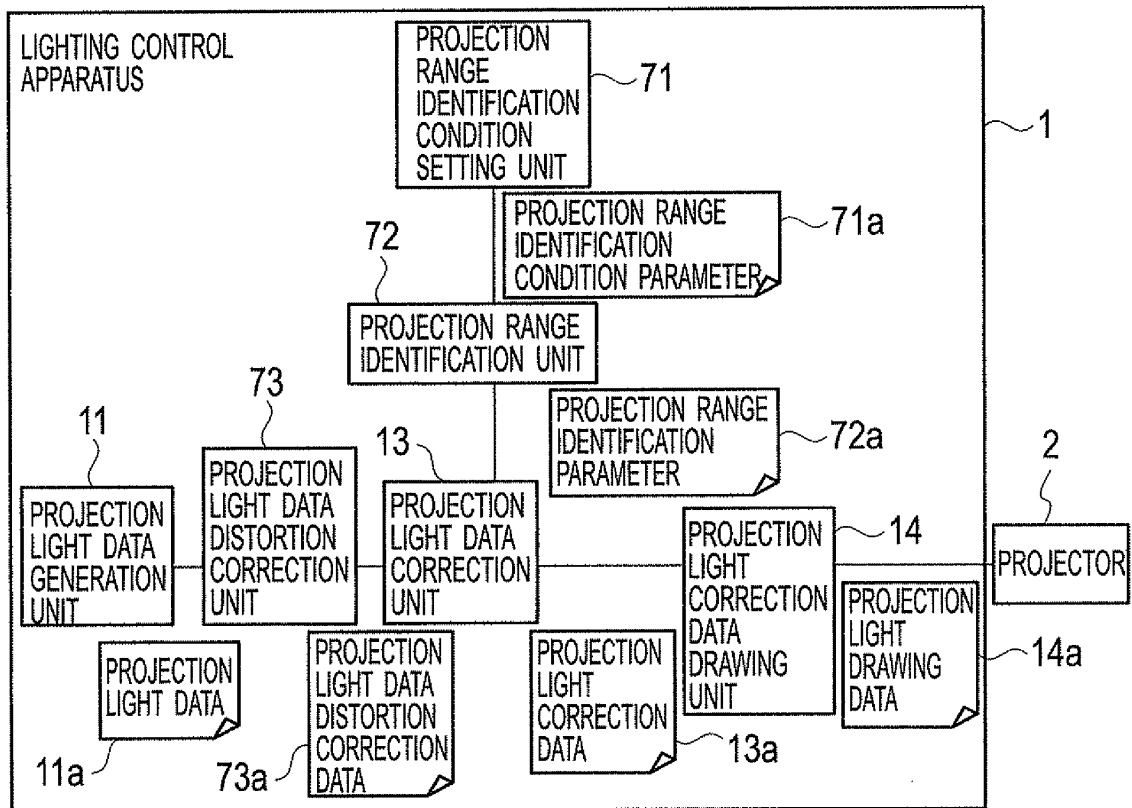 LIGHTING CONTROL
APPARATUS
PROJECTION
RANGE
IDENTIFICATION
CONDITION
SETTING UNIT
71
1
PROJECTION RANGE
IDENTIFICATION
CONDITION PARAMETER
71a
72
PROJECTION RANGE
IDENTIFICATION UNIT
PROJECTION RANGE
IDENTIFICATION
PARAMETER
72a
11
PROJECTION
LIGHT DATA
GENERATION
UNIT
73
PROJECTION
LIGHT DATA
DISTORTION
CORRECTION
UNIT
13
PROJECTION
LIGHT DATA
CORRECTION
UNIT
14
PROJECTION
LIGHT
CORRECTION
DATA
DRAWING
UNIT
2
PROJECTOR
PROJECTION
LIGHT DATA
11a
PROJECTION
LIGHT DATA
DISTORTION
CORRECTION
DATA
73a
PROJECTION
LIGHT
CORRECTION
DATA
13a
PROJECTION
LIGHT
DRAWING
DATA
14a